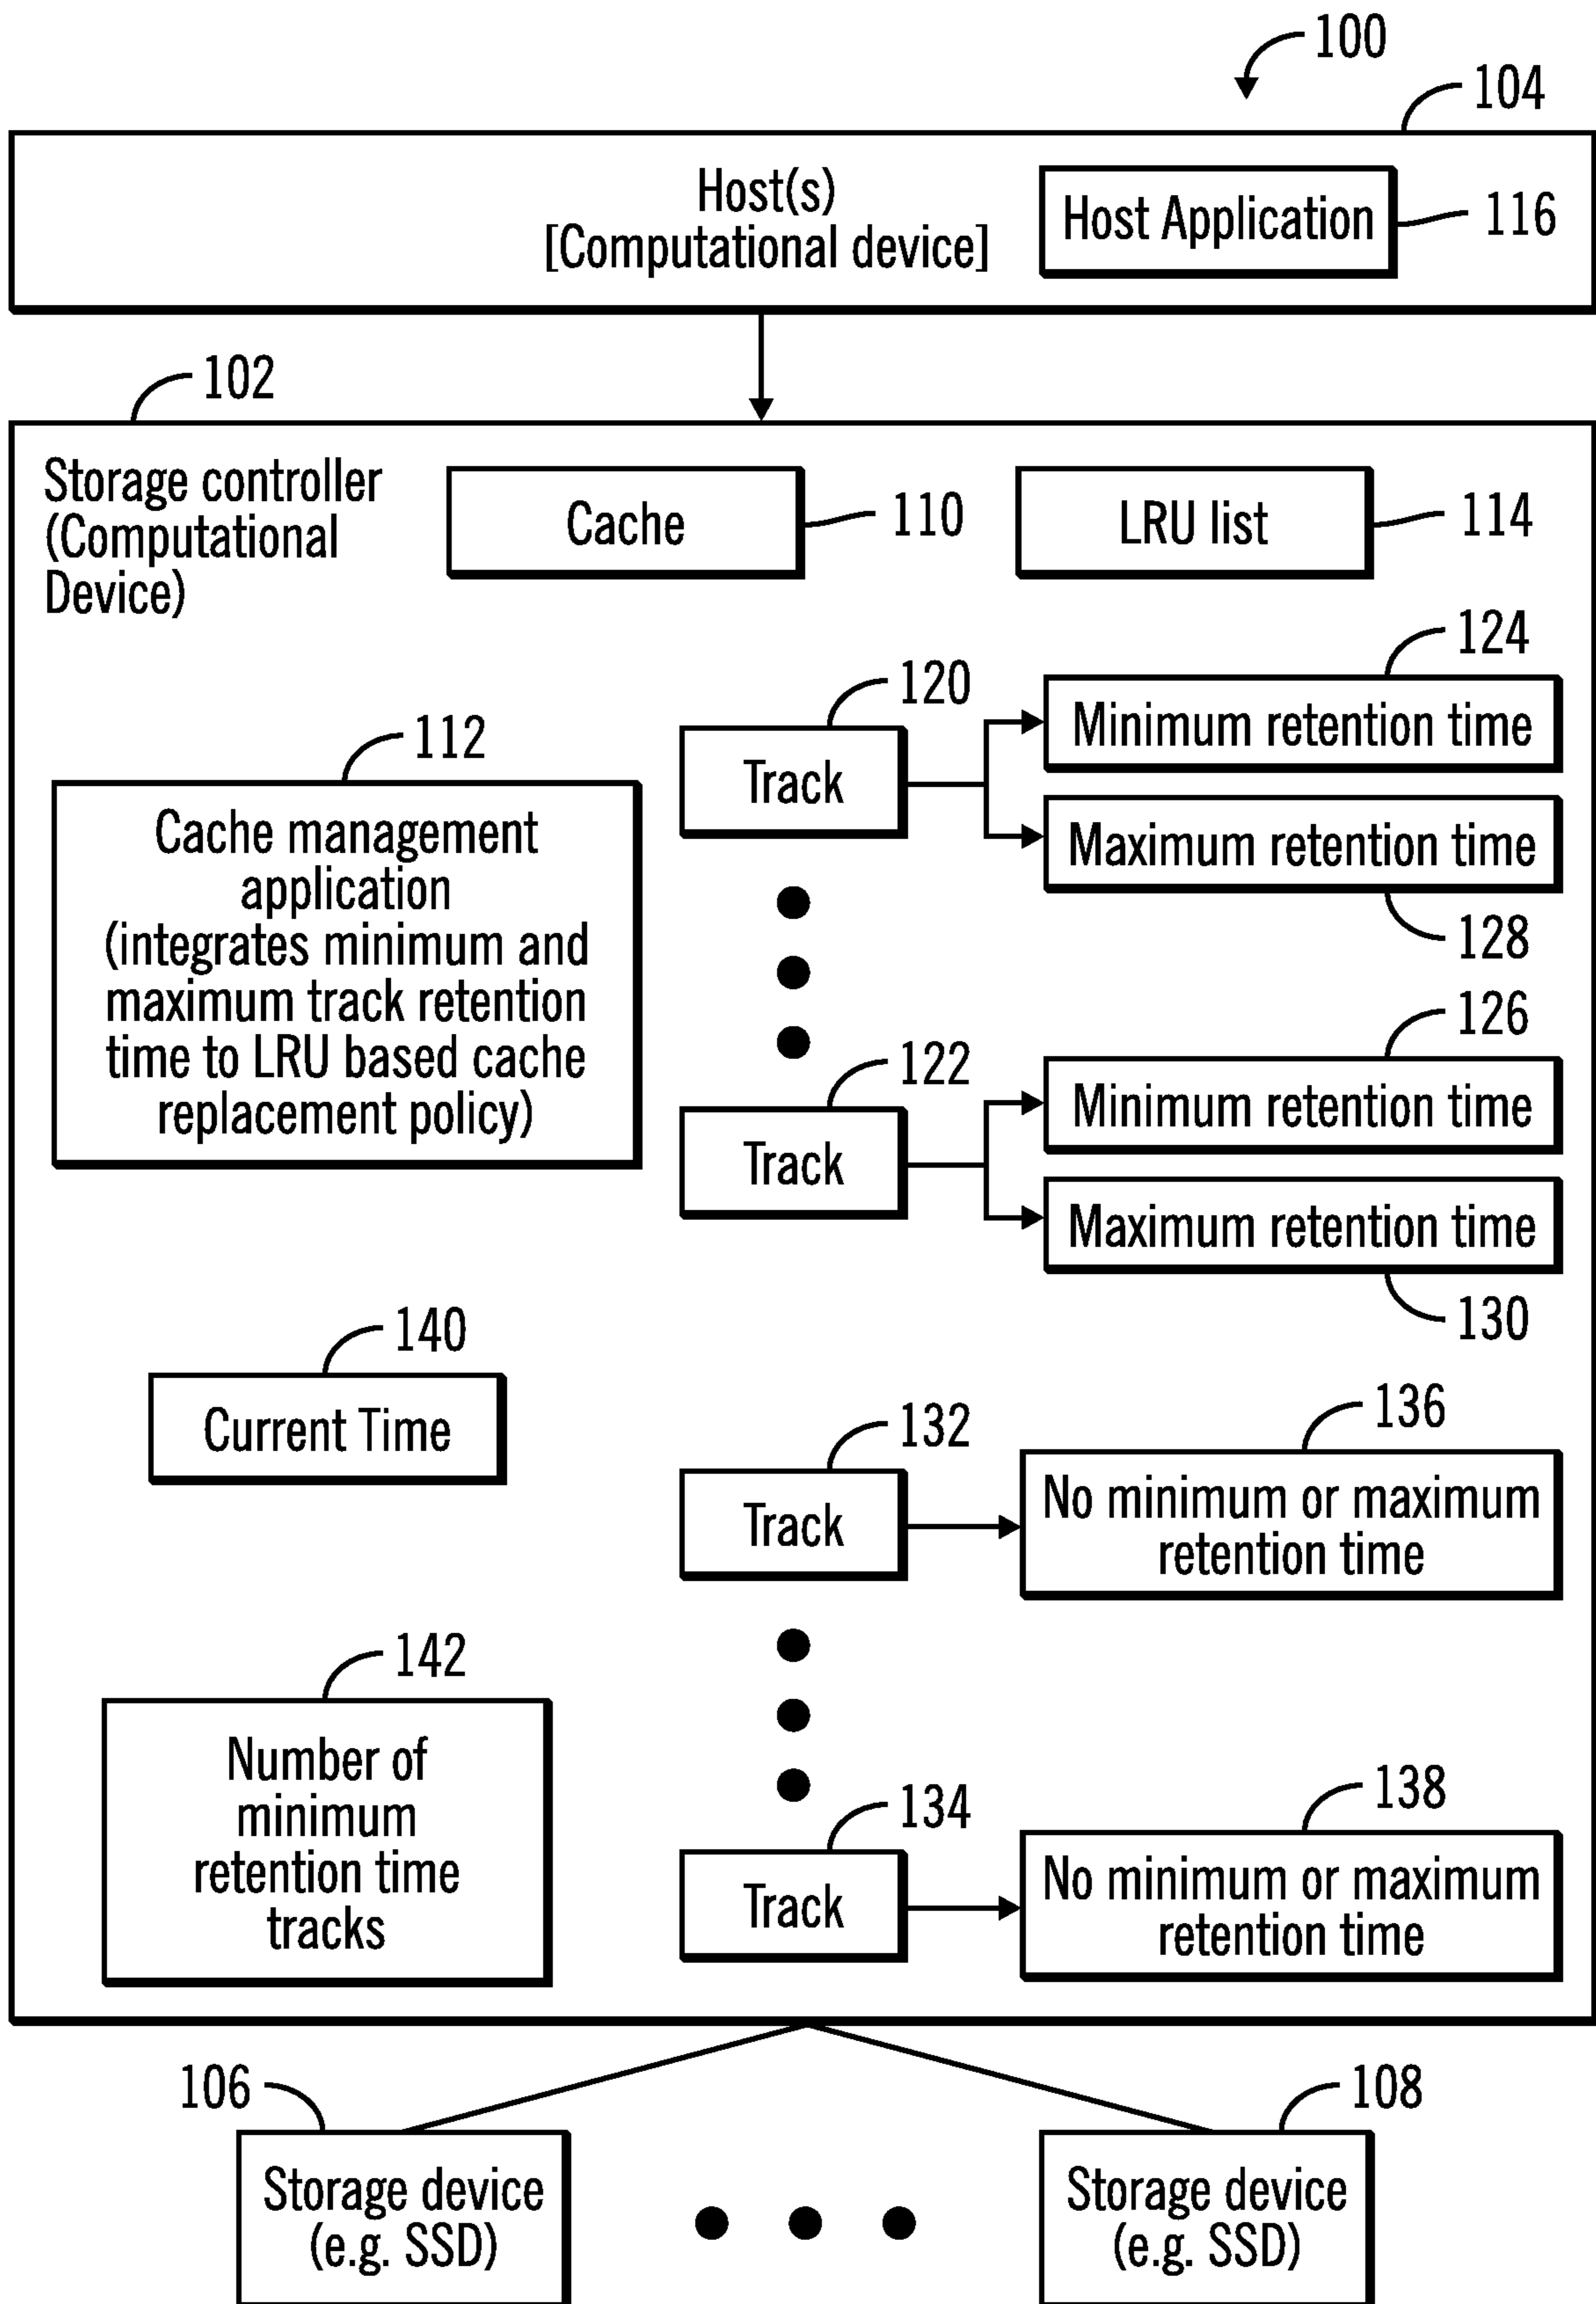 100
104
Host(s)
[Computational device]
Host Application
116
102
Storage controller
(Computational
Device)
Cache
110
LRU list
114
124
120
Minimum retention time
112
Track
Maximum retention time
128
Cache management
application
(integrates minimum and
maximum track retention
time to LRU based cache
replacement policy)
126
122
Minimum retention time
Track
Maximum retention time
130
140
Current Time
136
132
No minimum or maximum
retention time
Track
142
Number of
minimum
retention time
tracks
138
134
No minimum or maximum
retention time
Track
106
108
Storage device
(e.g. SSD)
Storage device
(e.g. SSD)